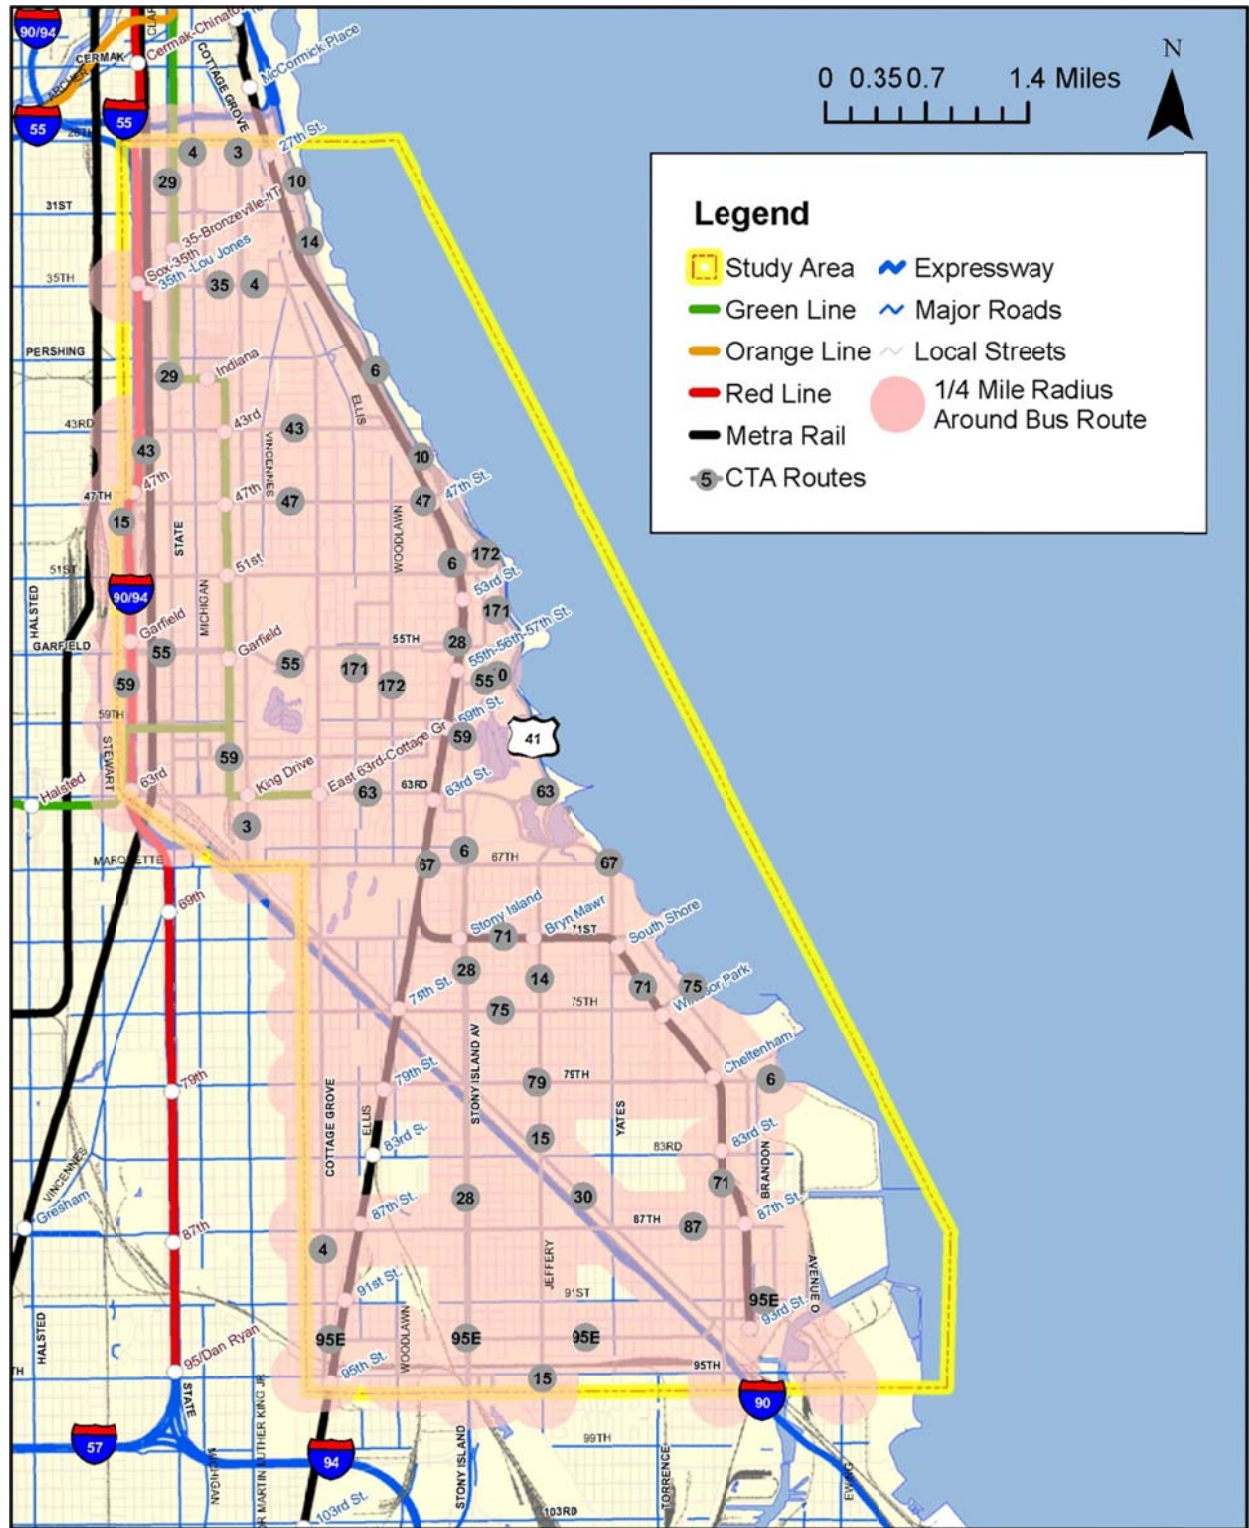 90/94
CERMAK
Cermak-Chinato
COTTAGE GROVE
McCormick Place
ARCHER
55
55
27th St.
4
3
29
10
31ST
35-Bronzeville-IIT
14
Sox-35th
35th -Lou Jones
35TH
35
4
PERSHING
29
Indiana
6
ELLIS
43RD
43rd
VINCENNES
43
43
10
47TH
47th
47th
47
47
47th St.
15
STATE
WOODLAWN
51ST
51st
6
172
90/94
53rd St.
HALSTED
MICHIGAN
171
GARFIELD
Garfield
Garfield
55TH
28
55th-56th-57th St.
55
55
171
172
55
59
59TH
59th St.
59
41
STEWART
59
Halsted
63rd
King Drive
East 63rd-Cottage Gr
63
63RD
63rd St.
63
3
MARQUETTE
6
67TH
67
67
69th
Stony Island
71
Bryn Mawr
71ST
South Shore
28
14
71
75
75th St.
75
75TH
Windsor Park
STONY ISLAND AV
Cheltenham
79th
79th St.
79
79TH
6
COTTAGE GROVE
ELLIS
YATES
83rd St.
15
83RD
83rd St.
BRANDON
VINCENNES
71
Gresham
28
30
87th
87th St.
87TH
87
87th St.
4
JEFFERY
AVENUE O
91st St.
91ST
95E
93rd St.
HALSTED
WOODLAWN
95E
95E
95E
95/Dan Ryan
95th St.
95TH
TH
15
STATE
90
57
MICHIGAN
DR MARTIN LUTHER KING JR
94
STONY ISLAND
99TH
TORRENCE
EWING
103rd St.
103RD
0 0.35 0.7 1.4 Miles
N
Legend
Study Area
Expressway
Green Line
Major Roads
Orange Line
Local Streets
Red Line
1/4 Mile Radius
Around Bus Route
Metra Rail
5 CTA Routes